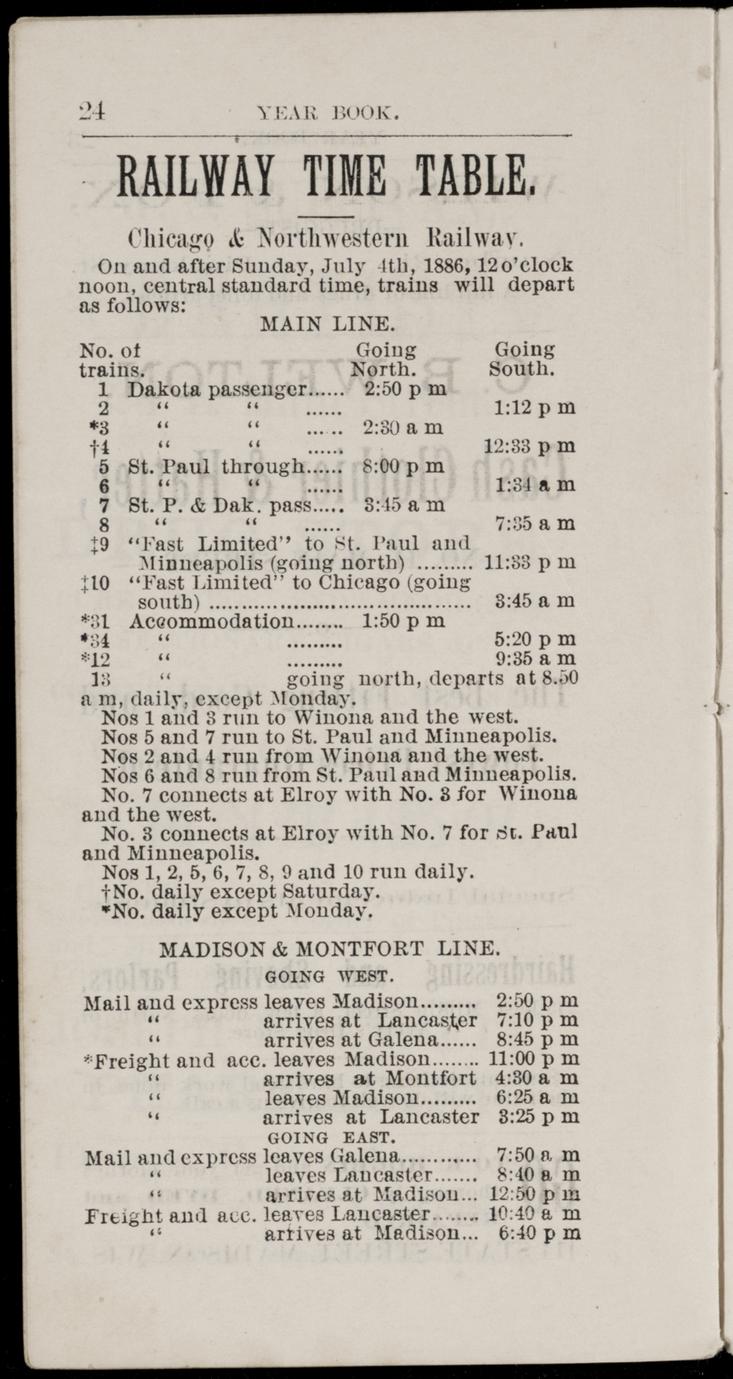 24 YEAR BOOK.
RAILWAY TIME TABLE.
Chicago & Northwestern Railway.
On and after Sunday, July 4th, 1886, 12 o'clock
noon, central standard time, trains will depart
as follows:
MAIN LINE.
No. of Going Going
trains. North. South.
1 Dakota passenger...... 2:50 p m
2 “ “ ...... 1:12 p m
*3 “ “ ...... 2:30 a m
†4 “ “ ...... 12:33 p m
5 St. Paul through...... 8:00 p m
6 “ “ ...... 1:34 a m
7 St. P. & Dak. pass..... 3:45 a m
8 “ “ ...... 7:35 a m
‡9 “Fast Limited” to St. Paul and
Minneapolis (going north) ......... 11:33 p m
‡10 “Fast Limited” to Chicago (going
south) ........................................ 3:45 a m
*31 Accommodation........ 1:50 p m
*34 “ ......... 5:20 p m
*12 “ ......... 9:35 a m
13 “ going north, departs at 8.50
a m, daily, except Monday.
Nos 1 and 3 run to Winona and the west.
Nos 5 and 7 run to St. Paul and Minneapolis.
Nos 2 and 4 run from Winona and the west.
Nos 6 and 8 run from St. Paul and Minneapolis.
No. 7 connects at Elroy with No. 3 for Winona
and the west.
No. 3 connects at Elroy with No. 7 for St. Paul
and Minneapolis.
Nos 1, 2, 5, 6, 7, 8, 9 and 10 run daily.
†No. daily except Saturday.
*No. daily except Monday.
MADISON & MONTFORT LINE.
GOING WEST.
Mail and express leaves Madison......... 2:50 p m
“ arrives at Lancaster 7:10 p m
“ arrives at Galena...... 8:45 p m
*Freight and acc. leaves Madison........ 11:00 p m
“ arrives at Montfort 4:30 a m
“ leaves Madison......... 6:25 a m
“ arrives at Lancaster 3:25 p m
GOING EAST.
Mail and express leaves Galena............ 7:50 a m
“ leaves Lancaster....... 8:40 a m
“ arrives at Madison... 12:50 p m
Freight and acc. leaves Lancaster........ 10:40 a m
“ arrives at Madison... 6:40 p m